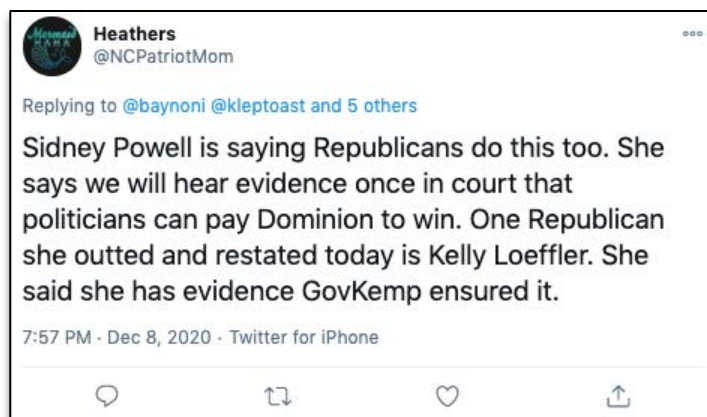 Mermaid
MAMA
Heathers
@NCPatriotMom
Replying to @baynoni @kleptoast and 5 others
Sidney Powell is saying Republicans do this too. She
says we will hear evidence once in court that
politicians can pay Dominion to win. One Republican
she outted and restated today is Kelly Loeffler. She
said she has evidence GovKemp ensured it.
7:57 PM · Dec 8, 2020 · Twitter for iPhone